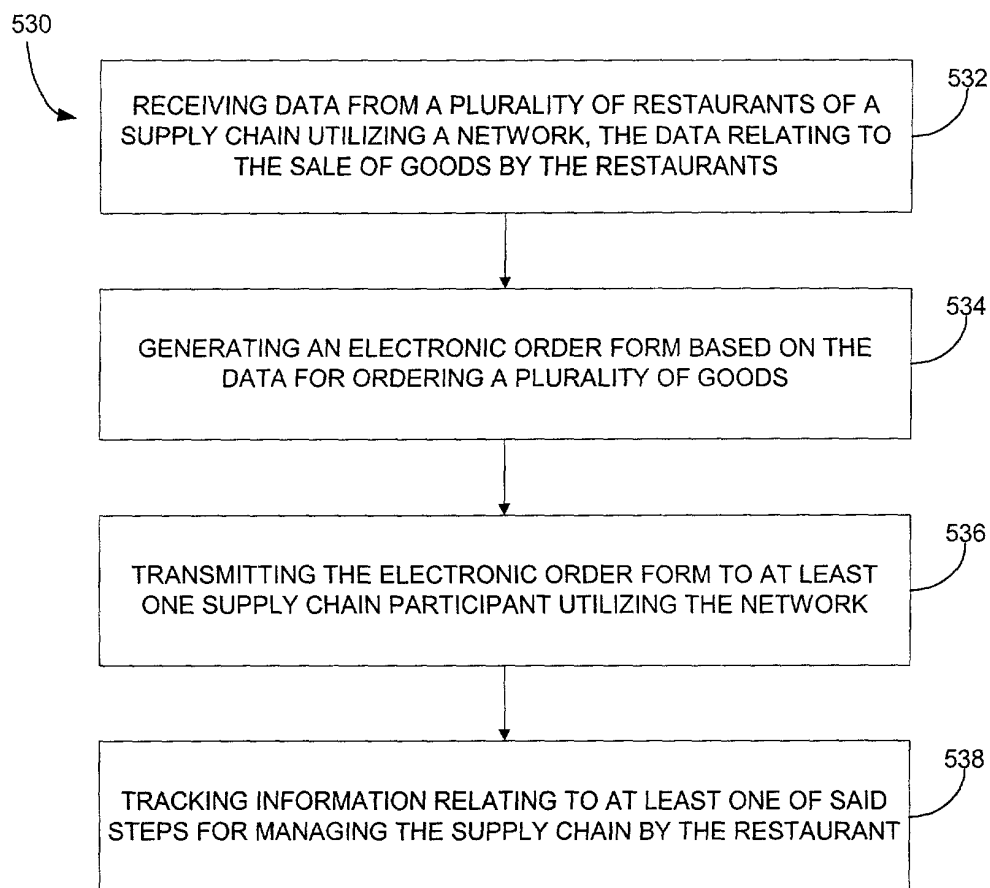 530
532
RECEIVING DATA FROM A PLURALITY OF RESTAURANTS OF A
SUPPLY CHAIN UTILIZING A NETWORK, THE DATA RELATING TO
THE SALE OF GOODS BY THE RESTAURANTS
534
GENERATING AN ELECTRONIC ORDER FORM BASED ON THE
DATA FOR ORDERING A PLURALITY OF GOODS
536
TRANSMITTING THE ELECTRONIC ORDER FORM TO AT LEAST
ONE SUPPLY CHAIN PARTICIPANT UTILIZING THE NETWORK
538
TRACKING INFORMATION RELATING TO AT LEAST ONE OF SAID
STEPS FOR MANAGING THE SUPPLY CHAIN BY THE RESTAURANT